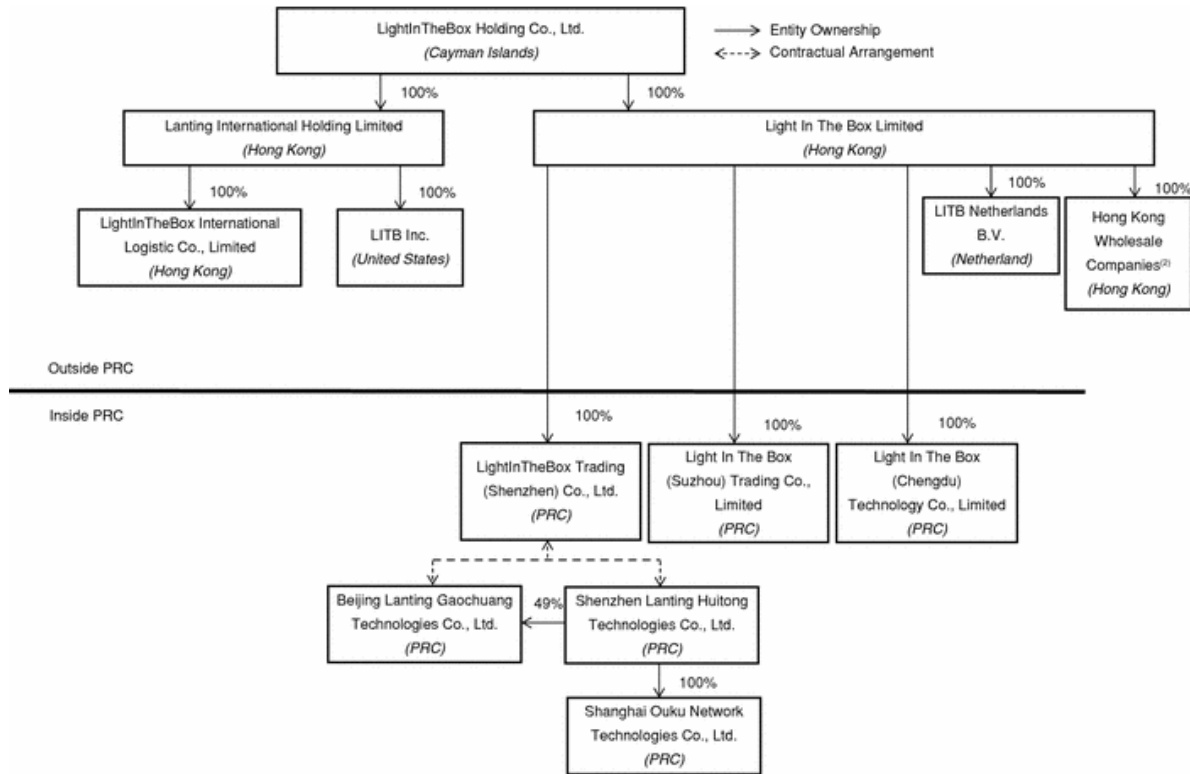 LightInTheBox Holding Co., Ltd.
(Cayman Islands)
Entity Ownership
Contractual Arrangement
100%
100%
Lanting International Holding Limited
(Hong Kong)
Light In The Box Limited
(Hong Kong)
100%
100%
100%
100%
LightInTheBox International
Logistic Co., Limited
(Hong Kong)
LITB Inc.
(United States)
LITB Netherlands
B.V.
(Netherland)
Hong Kong
Wholesale
Companies(2)
(Hong Kong)
Outside PRC
Inside PRC
100%
100%
100%
LightInTheBox Trading
(Shenzhen) Co., Ltd.
(PRC)
Light In The Box
(Suzhou) Trading Co.,
Limited
(PRC)
Light In The Box
(Chengdu)
Technology Co., Limited
(PRC)
Beijing Lanting Gaochuang
Technologies Co., Ltd.
(PRC)
49%
Shenzhen Lanting Huitong
Technologies Co., Ltd.
(PRC)
100%
Shanghai Ouku Network
Technologies Co., Ltd.
(PRC)